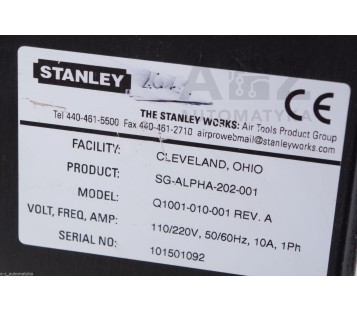 STANLEY
A2Z
AUTOMATYKA
CE
THE STANLEY WORKS: Air Tools Product Group
Tel 440-461-5500 Fax 440-461-2710 airprowebmail@stanleyworks.com
FACILITY: CLEVELAND, OHIO
PRODUCT: SG-ALPHA-202-001
MODEL: Q1001-010-001 REV. A
VOLT, FREQ, AMP: 110/220V, 50/60Hz, 10A, 1Ph
SERIAL NO: 101501092